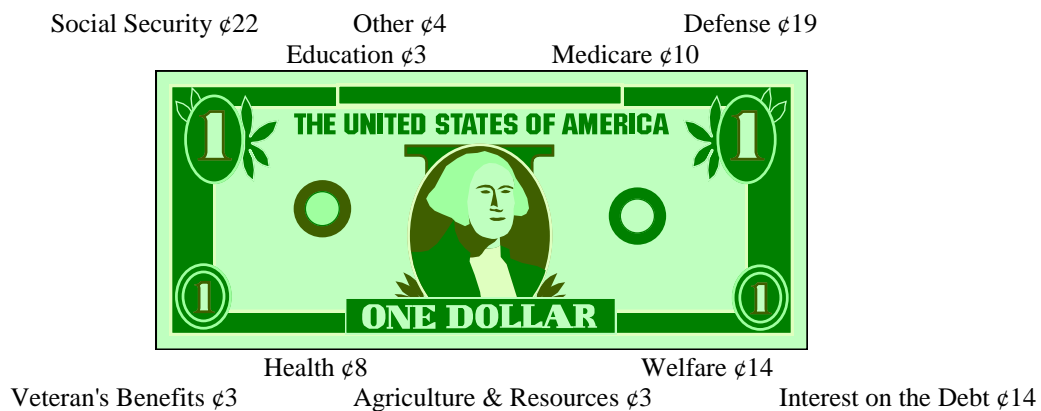 Social Security ¢22 Other ¢4 Defense ¢19
Education ¢3 Medicare ¢10
1 1
THE UNITED STATES OF AMERICA
1 1
ONE DOLLAR
Health ¢8 Welfare ¢14
Veteran's Benefits ¢3 Agriculture & Resources ¢3 Interest on the Debt ¢14